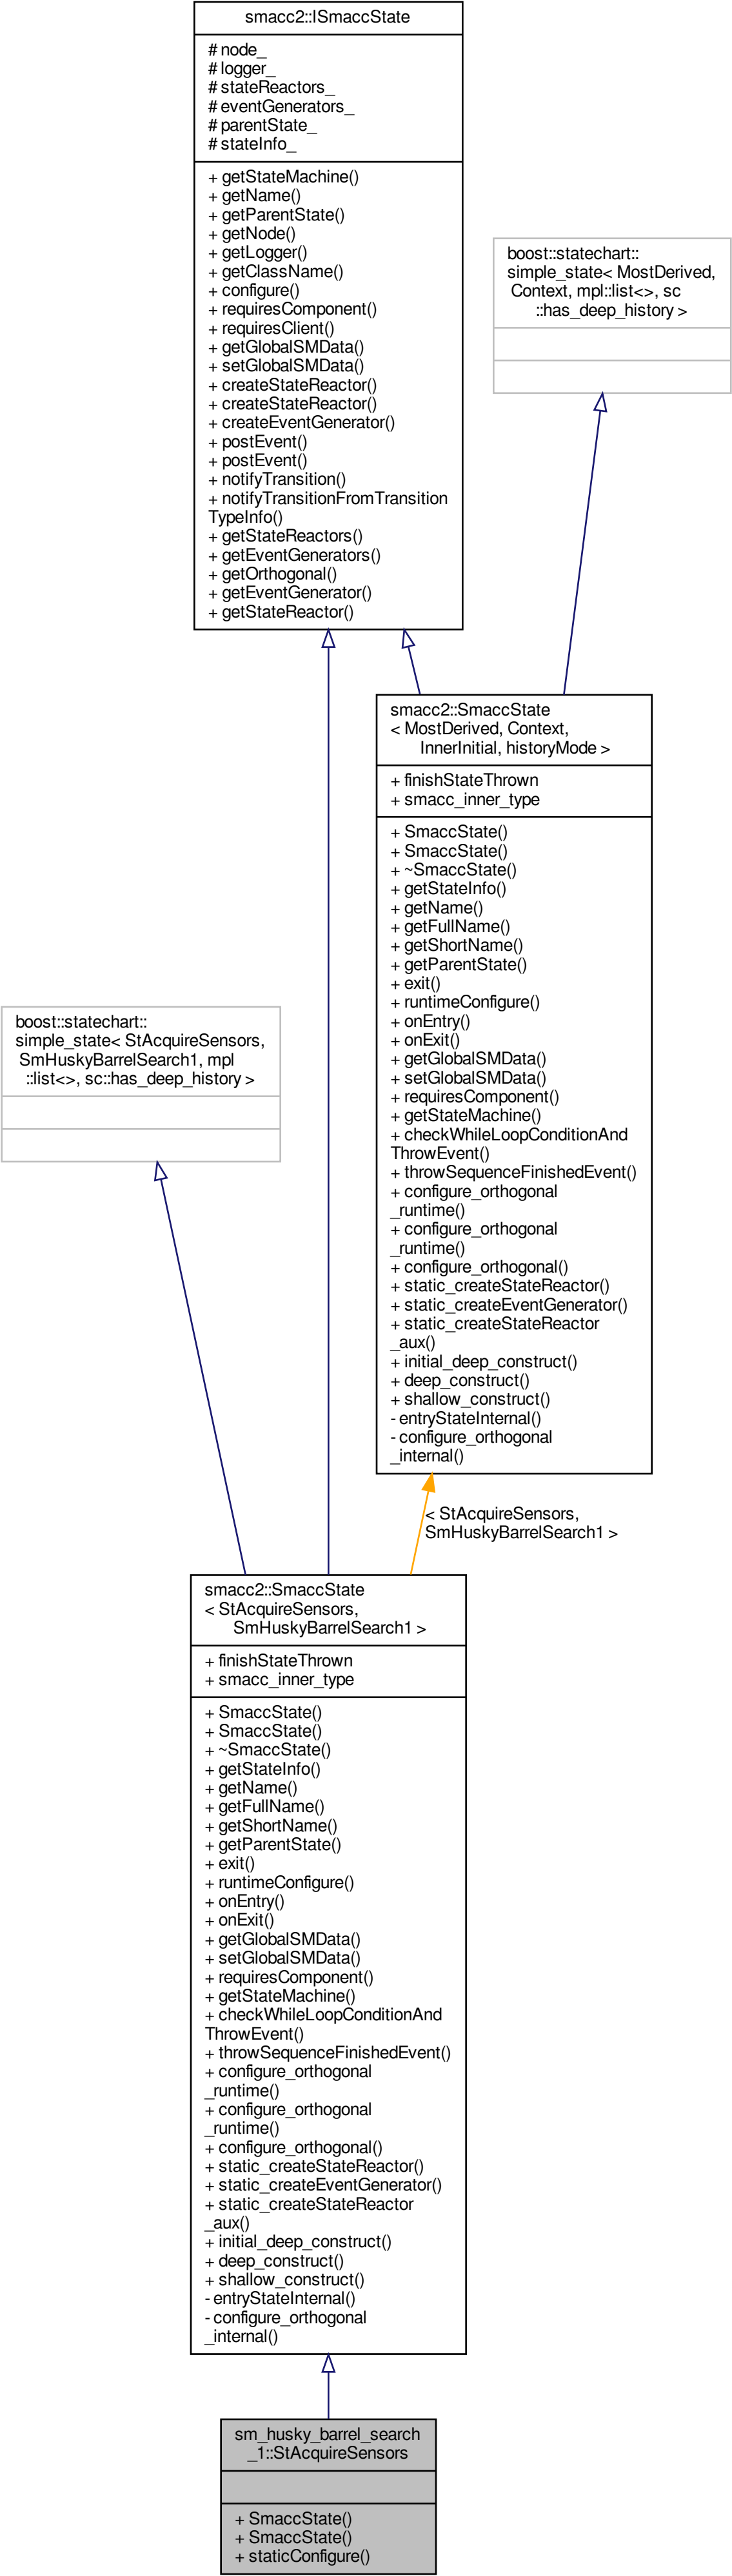 smacc2::ISmaccState
# node_
# logger_
# stateReactors_
# eventGenerators_
# parentState_
# stateInfo_
+ getStateMachine()
+ getName()
+ getParentState()
+ getNode()
+ getLogger()
+ getClassName()
+ configure()
+ requiresComponent()
+ requiresClient()
+ getGlobalSMData()
+ setGlobalSMData()
+ createStateReactor()
+ createStateReactor()
+ createEventGenerator()
+ postEvent()
+ postEvent()
+ notifyTransition()
+ notifyTransitionFromTransition
TypeInfo()
+ getStateReactors()
+ getEventGenerators()
+ getOrthogonal()
+ getEventGenerator()
+ getStateReactor()
boost::statechart::
simple_state< MostDerived,
Context, mpl::list<>, sc
::has_deep_history >
smacc2::SmaccState
< MostDerived, Context,
InnerInitial, historyMode >
+ finishStateThrown
+ smacc_inner_type
+ SmaccState()
+ SmaccState()
+ ~SmaccState()
+ getStateInfo()
+ getName()
+ getFullName()
+ getShortName()
+ getParentState()
+ exit()
+ runtimeConfigure()
+ onEntry()
+ onExit()
+ getGlobalSMData()
+ setGlobalSMData()
+ requiresComponent()
+ getStateMachine()
+ checkWhileLoopConditionAnd
ThrowEvent()
+ throwSequenceFinishedEvent()
+ configure_orthogonal
_runtime()
+ configure_orthogonal
_runtime()
+ configure_orthogonal()
+ static_createStateReactor()
+ static_createEventGenerator()
+ static_createStateReactor
_aux()
+ initial_deep_construct()
+ deep_construct()
+ shallow_construct()
- entryStateInternal()
- configure_orthogonal
_internal()
boost::statechart::
simple_state< StAcquireSensors,
SmHuskyBarrelSearch1, mpl
::list<>, sc::has_deep_history >
< StAcquireSensors,
SmHuskyBarrelSearch1 >
smacc2::SmaccState
< StAcquireSensors,
SmHuskyBarrelSearch1 >
+ finishStateThrown
+ smacc_inner_type
+ SmaccState()
+ SmaccState()
+ ~SmaccState()
+ getStateInfo()
+ getName()
+ getFullName()
+ getShortName()
+ getParentState()
+ exit()
+ runtimeConfigure()
+ onEntry()
+ onExit()
+ getGlobalSMData()
+ setGlobalSMData()
+ requiresComponent()
+ getStateMachine()
+ checkWhileLoopConditionAnd
ThrowEvent()
+ throwSequenceFinishedEvent()
+ configure_orthogonal
_runtime()
+ configure_orthogonal
_runtime()
+ configure_orthogonal()
+ static_createStateReactor()
+ static_createEventGenerator()
+ static_createStateReactor
_aux()
+ initial_deep_construct()
+ deep_construct()
+ shallow_construct()
- entryStateInternal()
- configure_orthogonal
_internal()
sm_husky_barrel_search
_1::StAcquireSensors
+ SmaccState()
+ SmaccState()
+ staticConfigure()